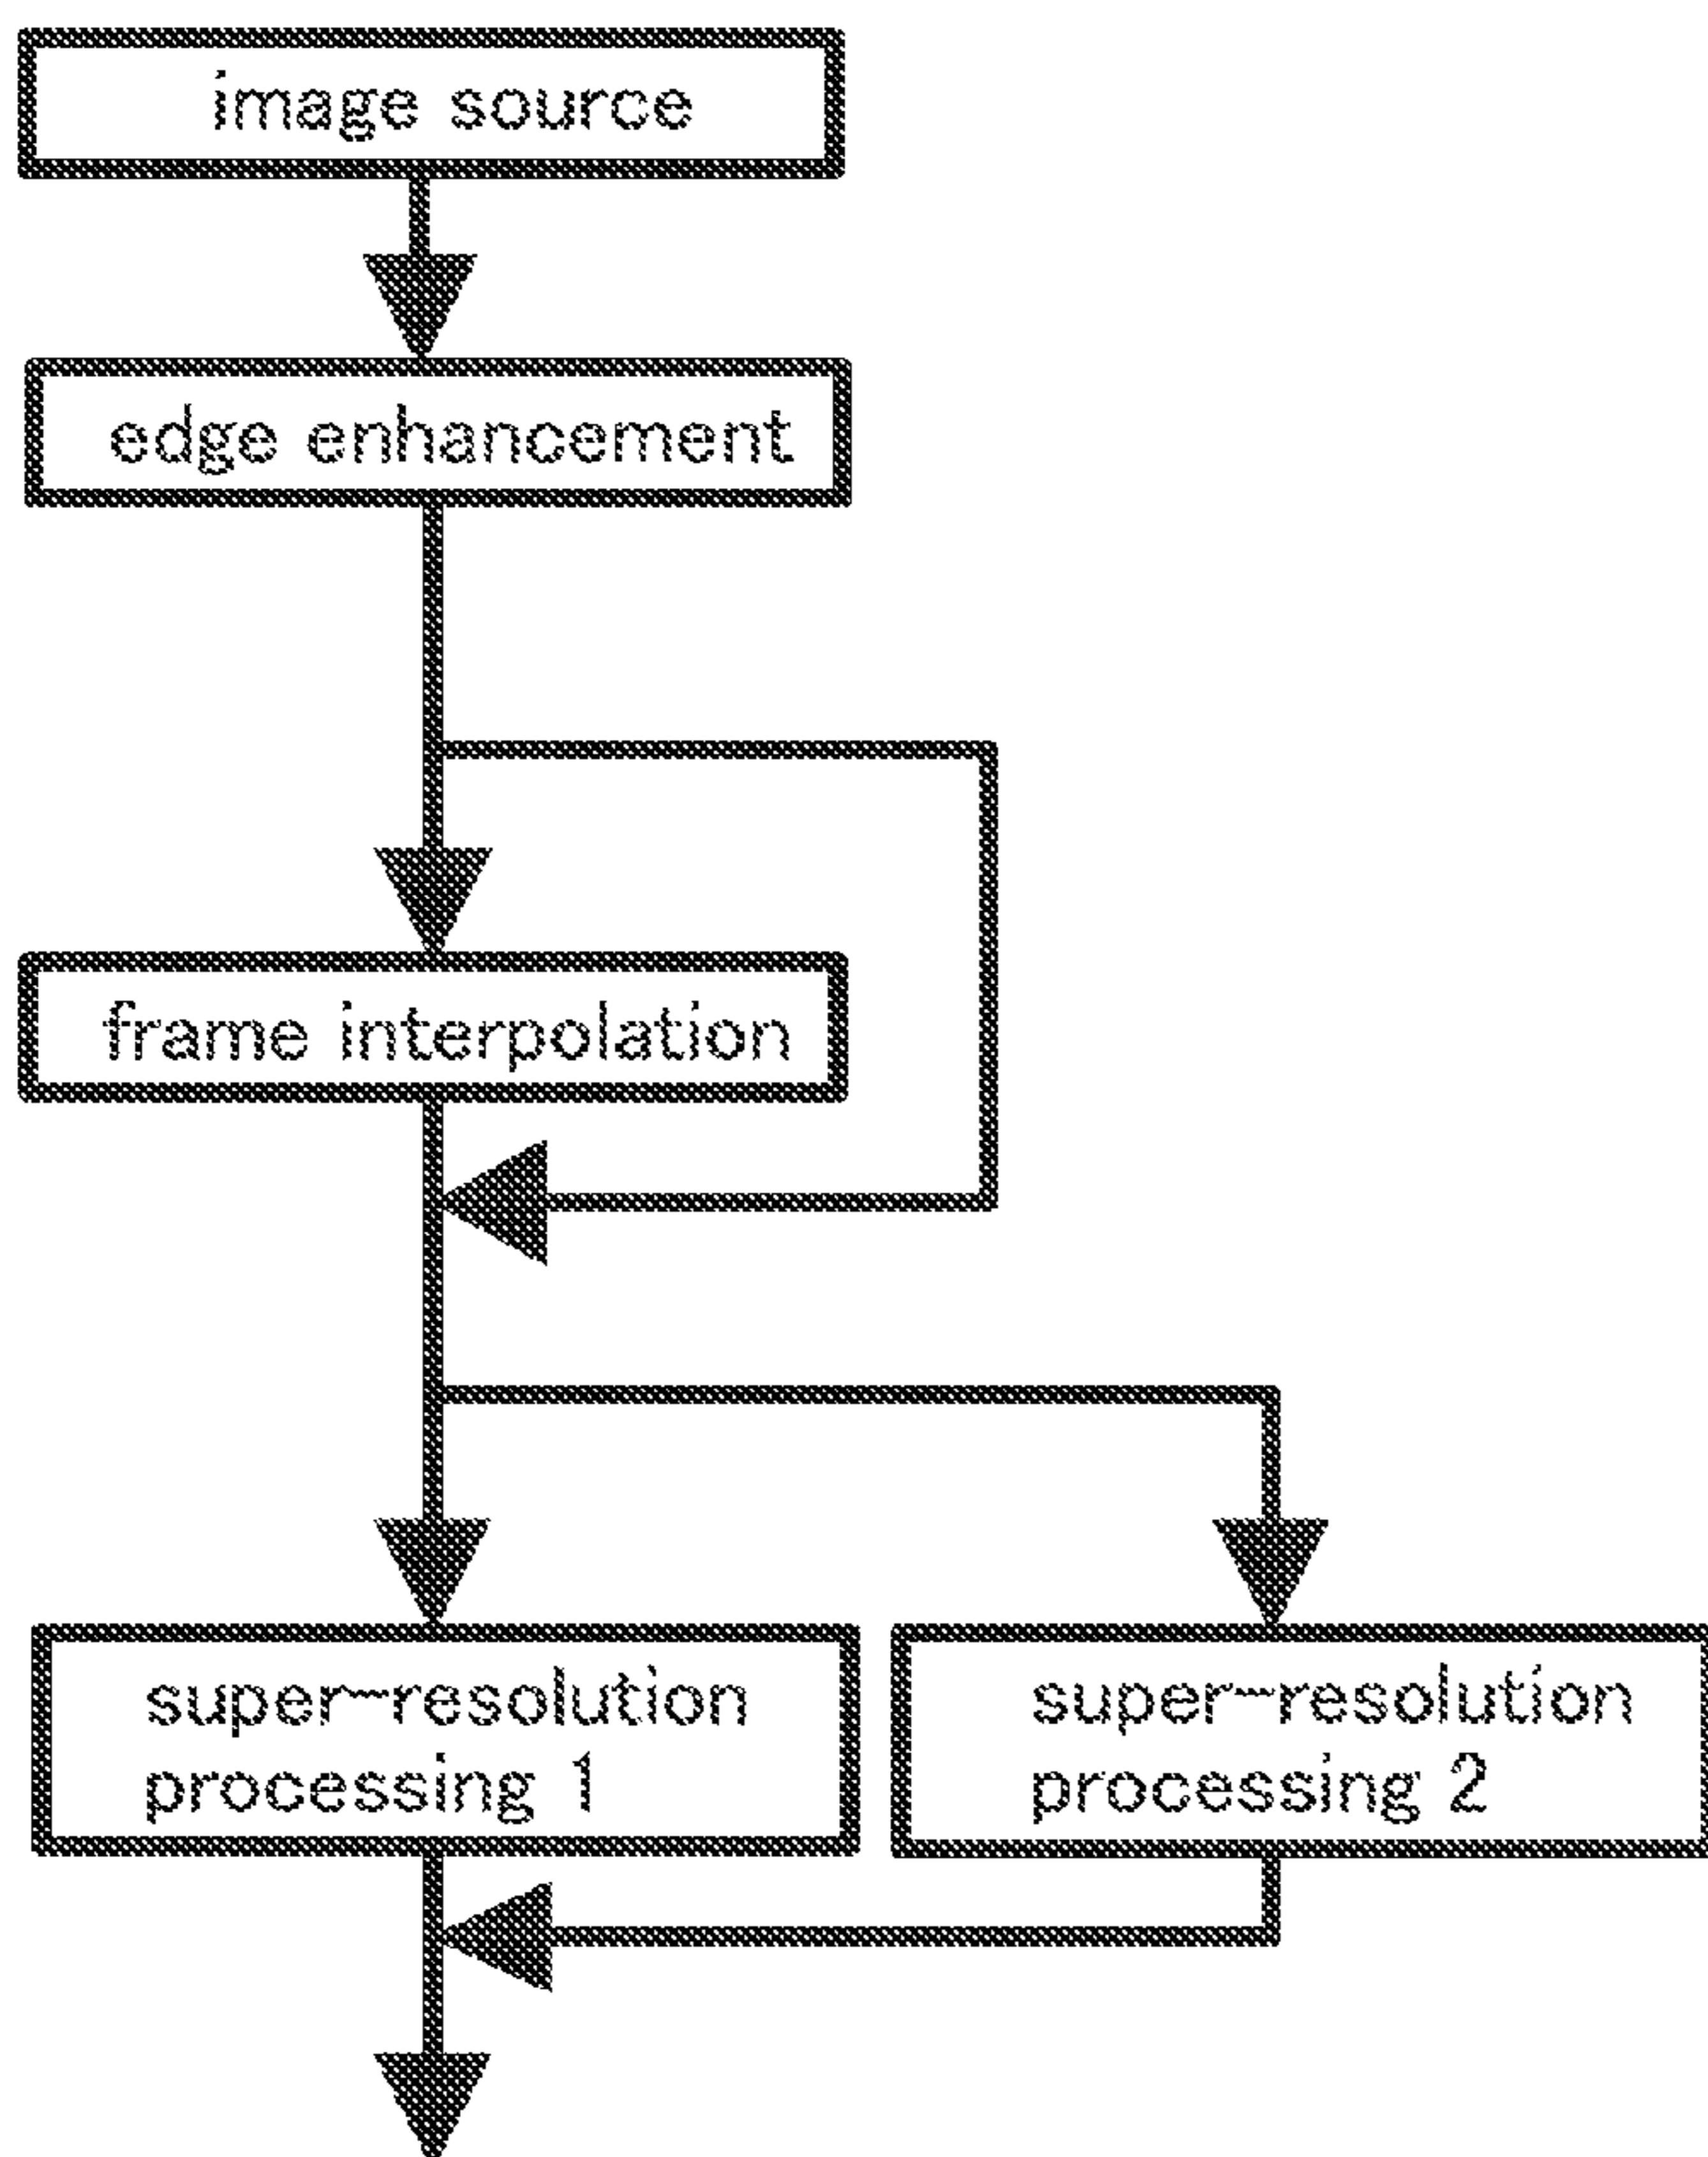 image source
edge enhancement
frame interpolation
super-resolution
processing 1
super-resolution
processing 2